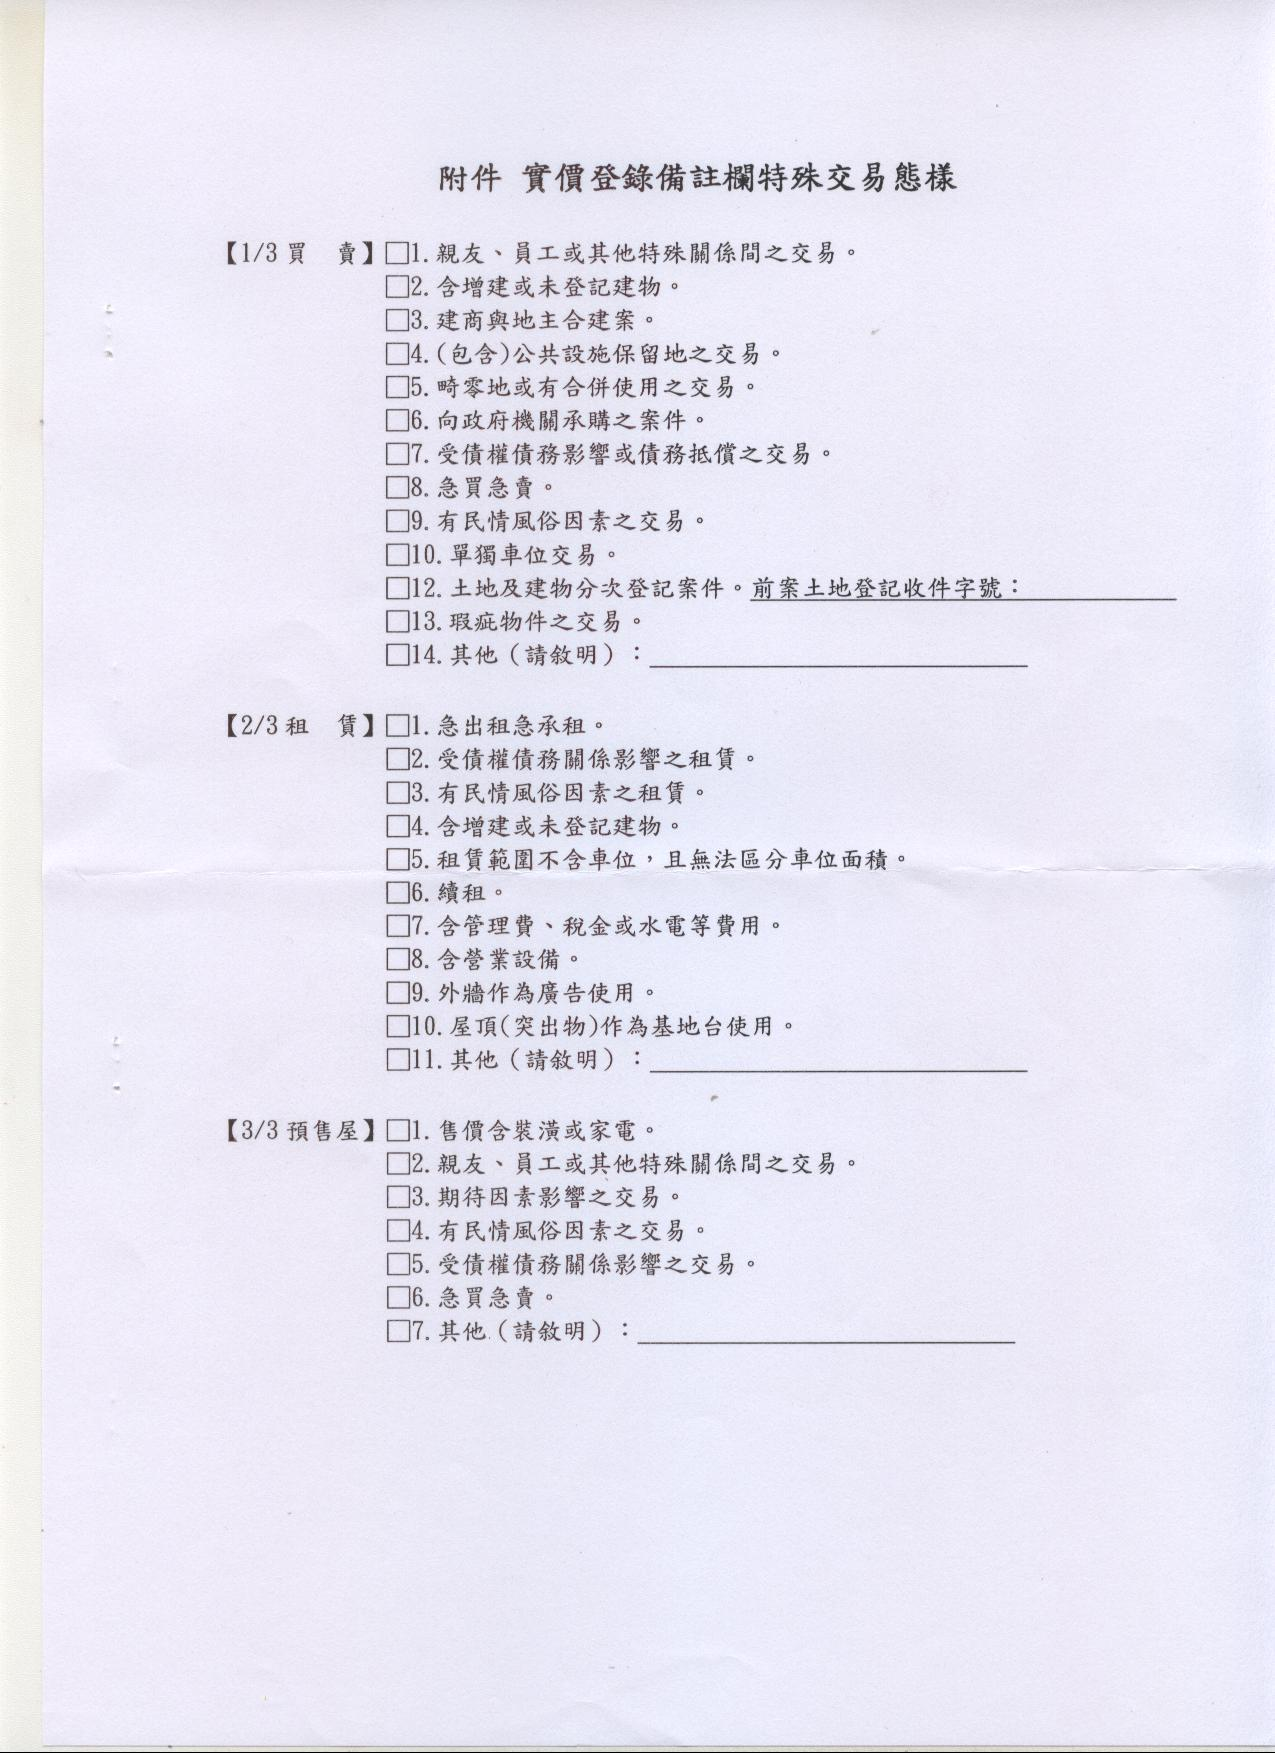 附件 實價登錄備註欄特殊交易態樣
【1/3 買　賣】□1.親友、員工或其他特殊關係間之交易。
□2.含增建或未登記建物。
□3.建商與地主合建案。
□4.(包含)公共設施保留地之交易。
□5.畸零地或有合併使用之交易。
□6.向政府機關承購之案件。
□7.受債權債務影響或債務抵償之交易。
□8.急買急賣。
□9.有民情風俗因素之交易。
□10.單獨車位交易。
□12.土地及建物分次登記案件。前案土地登記收件字號：
□13.瑕疵物件之交易。
□14.其他（請敘明）：
【2/3 租　賃】□1.急出租急承租。
□2.受債權債務關係影響之租賃。
□3.有民情風俗因素之租賃。
□4.含增建或未登記建物。
□5.租賃範圍不含車位，且無法區分車位面積。
□6.續租。
□7.含管理費、稅金或水電等費用。
□8.含營業設備。
□9.外牆作為廣告使用。
□10.屋頂(突出物)作為基地台使用。
□11.其他（請敘明）：
【3/3 預售屋】□1.售價含裝潢或家電。
□2.親友、員工或其他特殊關係間之交易。
□3.期待因素影響之交易。
□4.有民情風俗因素之交易。
□5.受債權債務關係影響之交易。
□6.急買急賣。
□7.其他（請敘明）：